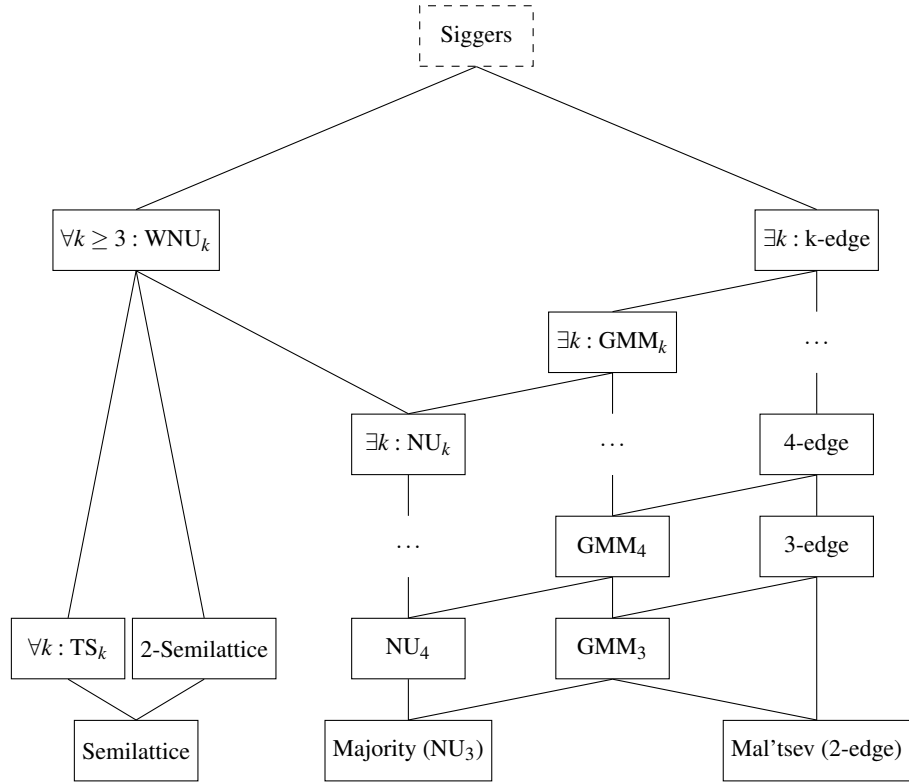 Siggers
∀k ≥ 3 : WNU_k
∃k : k-edge
∃k : GMM_k
⋯
∃k : NU_k
⋯
4-edge
⋯
GMM_4
3-edge
∀k : TS_k
2-Semilattice
NU_4
GMM_3
Semilattice
Majority (NU_3)
Mal'tsev (2-edge)